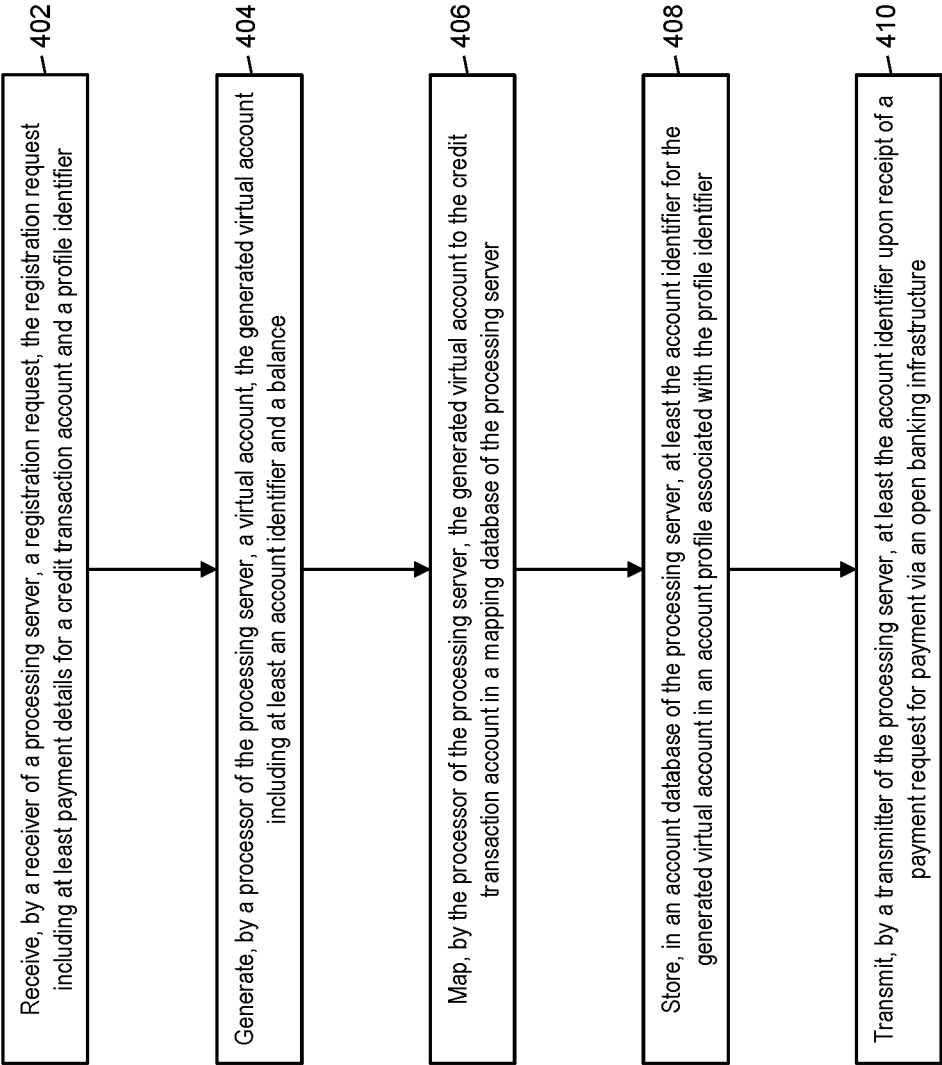 Receive, by a receiver of a processing server, a registration request, the registration request
including at least payment details for a credit transaction account and a profile identifier
402
Generate, by a processor of the processing server, a virtual account, the generated virtual account
including at least an account identifier and a balance
404
Map, by the processor of the processing server, the generated virtual account to the credit
transaction account in a mapping database of the processing server
406
Store, in an account database of the processing server, at least the account identifier for the
generated virtual account in an account profile associated with the profile identifier
408
Transmit, by a transmitter of the processing server, at least the account identifier upon receipt of a
payment request for payment via an open banking infrastructure
410